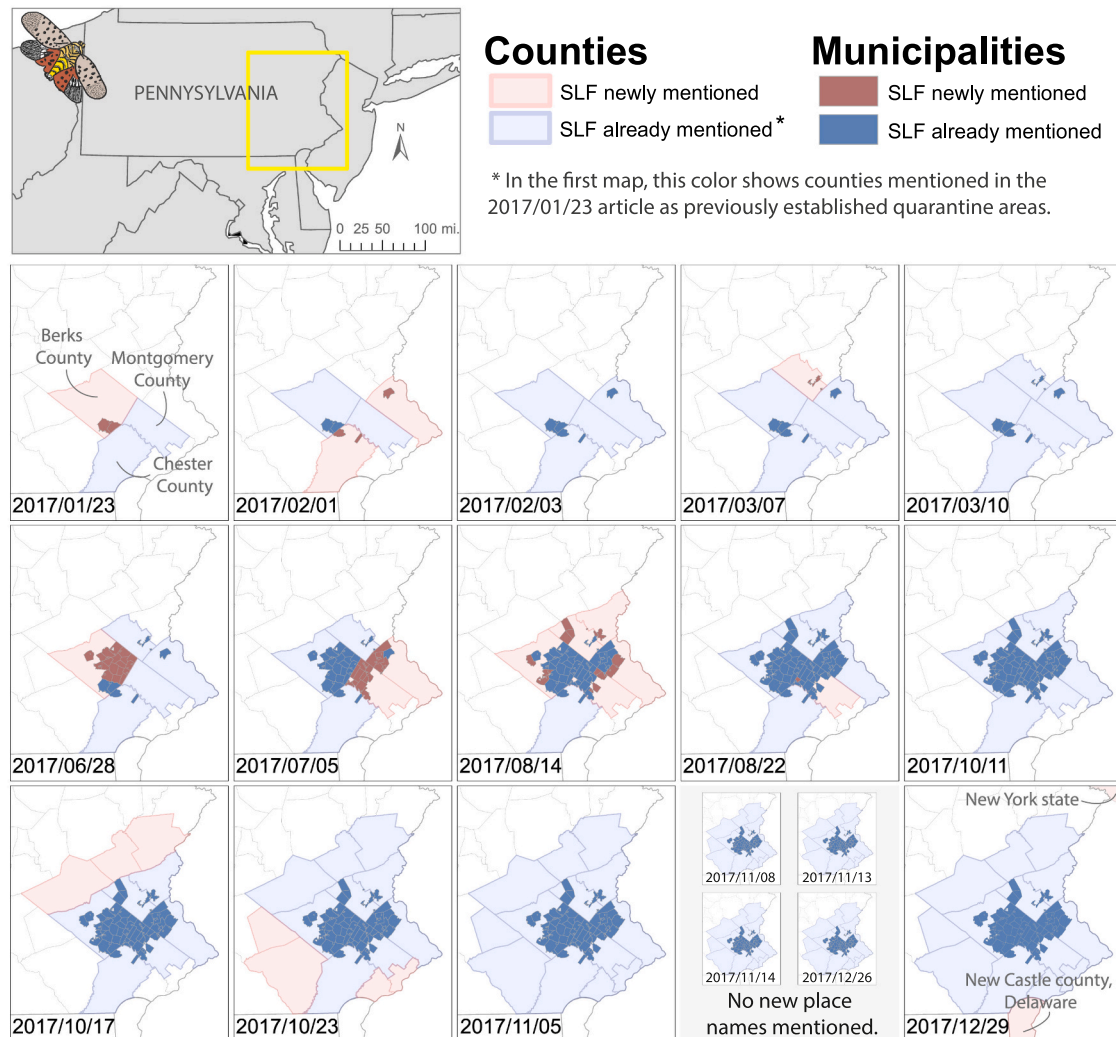 PENNYSYLVANIA
N
0 25 50 100 mi.
Counties
SLF newly mentioned
SLF already mentioned*
Municipalities
SLF newly mentioned
SLF already mentioned
* In the first map, this color shows counties mentioned in the
2017/01/23 article as previously established quarantine areas.
Berks
County
Montgomery
County
Chester
County
2017/01/23
2017/02/01
2017/02/03
2017/03/07
2017/03/10
2017/06/28
2017/07/05
2017/08/14
2017/08/22
2017/10/11
2017/10/17
2017/10/23
2017/11/05
2017/11/08
2017/11/13
2017/11/14
2017/12/26
No new place
names mentioned.
New York state
New Castle county,
Delaware
2017/12/29